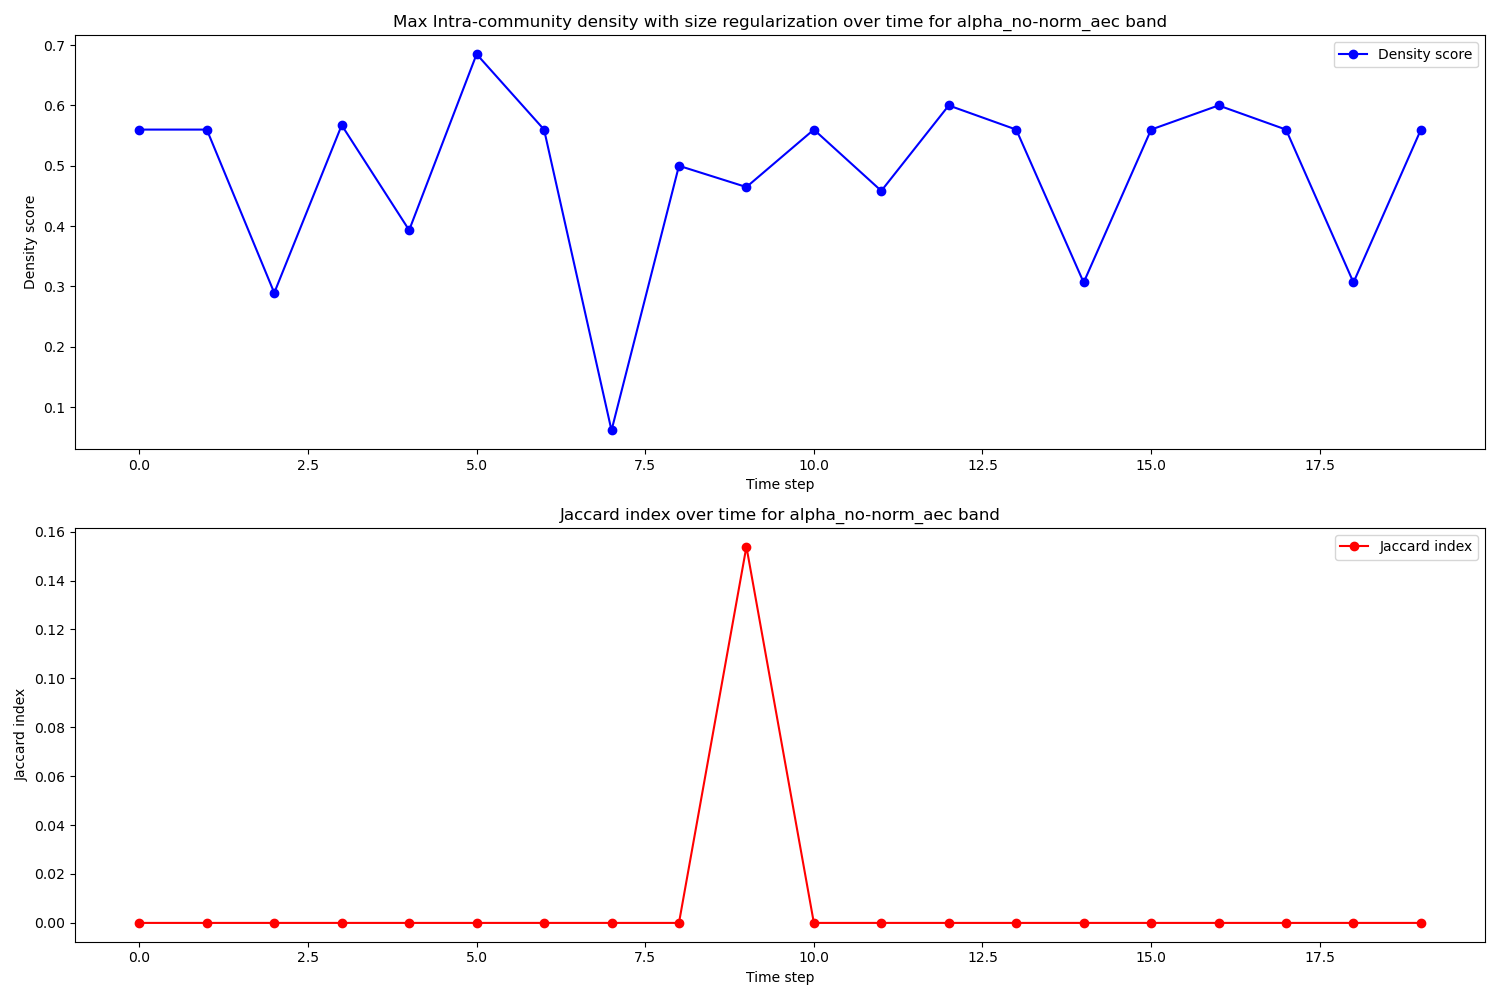 Max Intra-community density with size regularization over time for alpha_no-norm_aec band
Density score
0.7
0.6
0.5
0.4
0.3
0.2
0.1
Density score
0.0 2.5 5.0 7.5 10.0 12.5 15.0 17.5
Time step
Jaccard index over time for alpha_no-norm_aec band
Jaccard index
0.16
0.14
0.12
0.10
0.08
0.06
0.04
0.02
0.00
Jaccard index
0.0 2.5 5.0 7.5 10.0 12.5 15.0 17.5
Time step